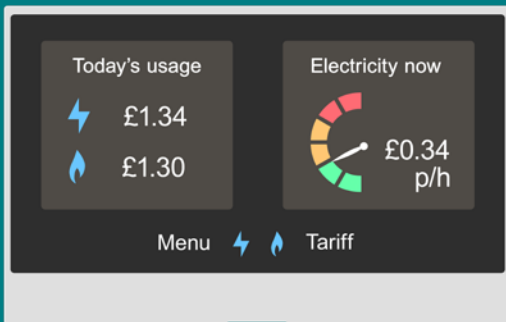 Today's usage
£1.34
£1.30
Electricity now
£0.34
p/h
Menu
Tariff